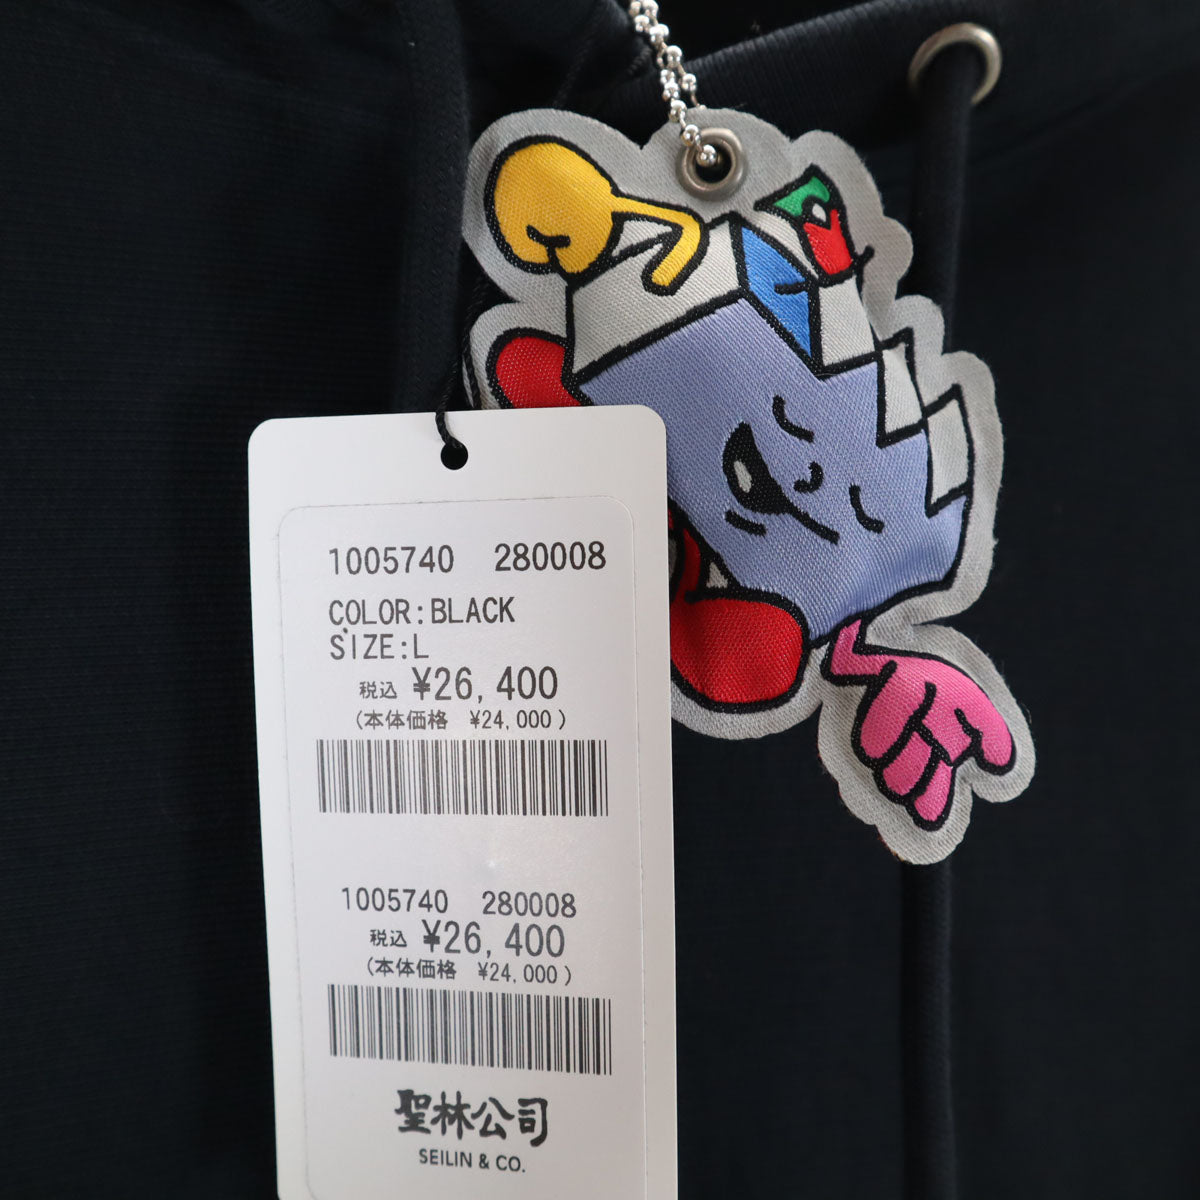 1005740 280008
COLOR:BLACK
SIZE:L
税込 ¥26,400
(本体価格 ¥24,000)
1005740 280008
税込 ¥26,400
(本体価格 ¥24,000)
聖林公司
SEILIN & CO.